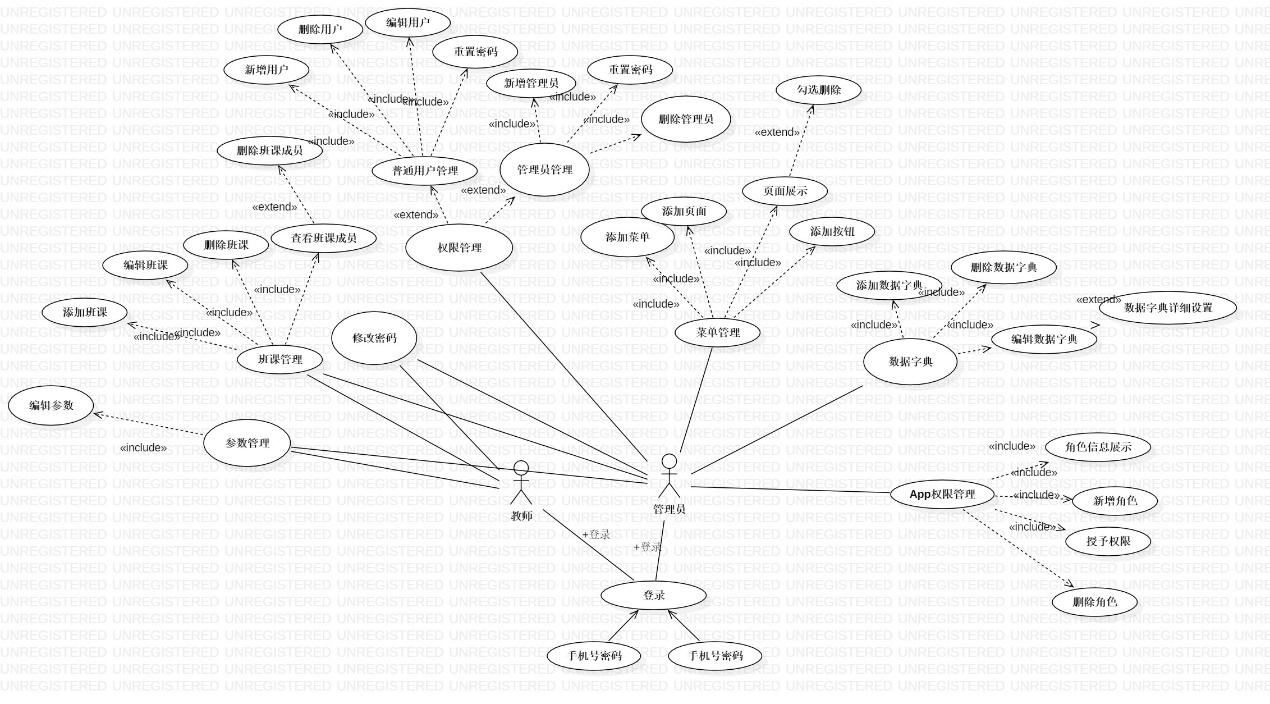 删除用户
编辑用户
重置密码
新增用户
新增管理员
重置密码
勾选删除
«include»
«include»
«include»
«include»
«include»
«include»
删除管理员
«extend»
«include»
删除班课成员
普通用户管理
管理员管理
«extend»
页面展示
«extend»
«extend»
添加页面
添加菜单
添加按钮
查看班课成员
删除班课
权限管理
编辑班课
«include»
«include»
删除数据字典
«include»
«include»
添加数据字典
«include»
«include»
«extend»
数据字典详细设置
添加班课
«include»
«include»
«include»
«include»
«include»
菜单管理
编辑数据字典
修改密码
班课管理
数据字典
编辑参数
参数管理
«include»
«include»
角色信息展示
«include»
App权限管理
«include»
新增角色
教师
管理员
«include»
授予权限
+登录
+登录
登录
删除角色
手机号密码
手机号密码
UNREGISTERED UNREGISTERED UNREGISTERED UNREGISTERED UNREGISTERED UNREGISTERED